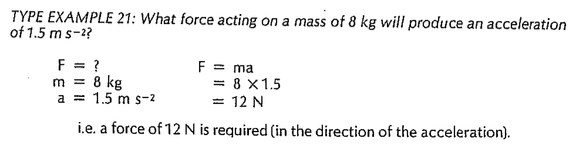 TYPE EXAMPLE 21: What force acting on a mass of 8 kg will produce an acceleration
of 1.5 m s-2?
F = ? F = ma
m = 8 kg = 8 × 1.5
a = 1.5 m s-2 = 12 N
i.e. a force of 12 N is required (in the direction of the acceleration).